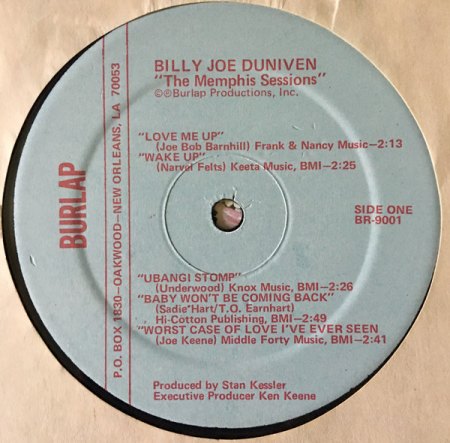 BILLY JOE DUNIVEN
"The Memphis Sessions"
©℗Burlap Productions, Inc.
"LOVE ME UP"
(Joe Bob Barnhill) Frank & Nancy Music—2:13
"WAKE UP"
(Narvel Felts) Keeta Music, BMI—2:25
BURLAP
P.O. BOX 1830—OAKWOOD—NEW ORLEANS, LA 70053
SIDE ONE
BR-9001
"UBANGI STOMP"
(Underwood) Knox Music, BMI—2:26
"BABY WON'T BE COMING BACK"
(Sadie Hart/T.O. Earnhart)
Hi-Cotton Publishing, BMI—2:49
"WORST CASE OF LOVE I'VE EVER SEEN
(Joe Keene) Middle Forty Music, BMI—2:41
Produced by Stan Kessler
Executive Producer Ken Keene